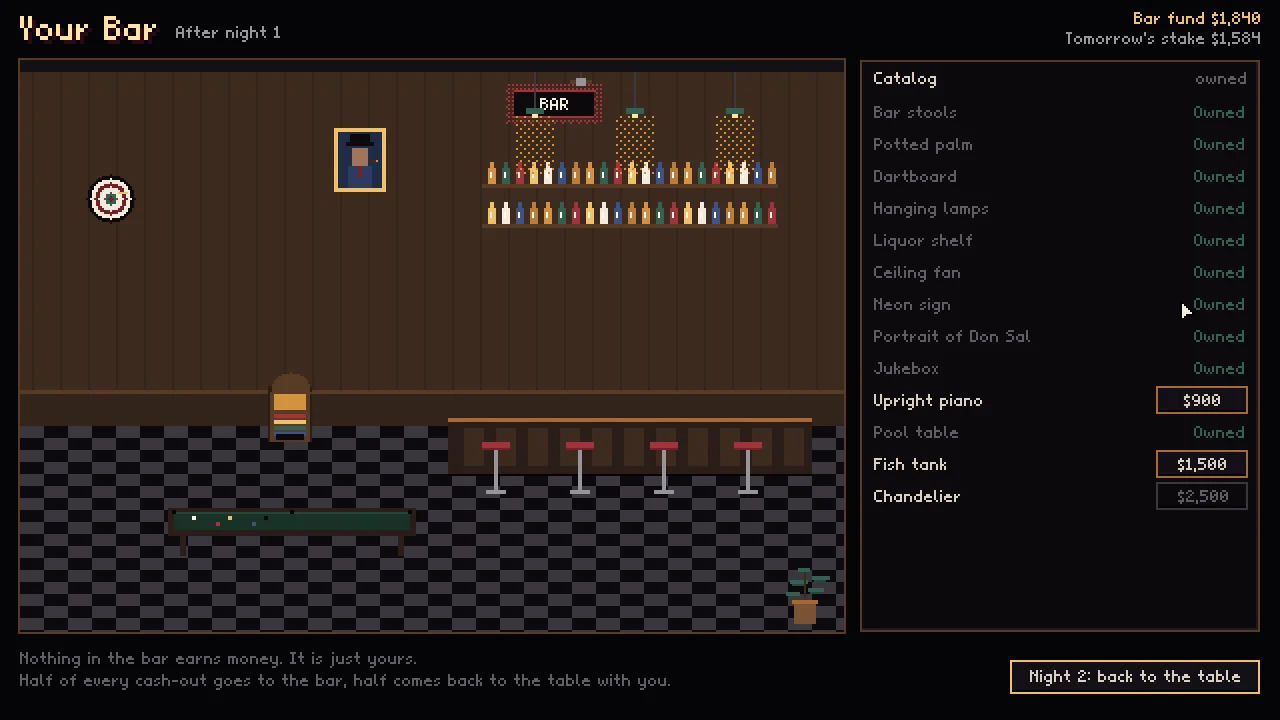 Your Bar
After night 1
Bar fund $1,840
Tomorrow's stake $1,584
BAR
Catalog owned
Bar stools Owned
Potted palm Owned
Dartboard Owned
Hanging lamps Owned
Liquor shelf Owned
Ceiling fan Owned
Neon sign Owned
Portrait of Don Sal Owned
Jukebox Owned
Upright piano $900
Pool table Owned
Fish tank $1,500
Chandelier $2,500
Nothing in the bar earns money. It is just yours.
Half of every cash-out goes to the bar, half comes back to the table with you.
Night 2: back to the table